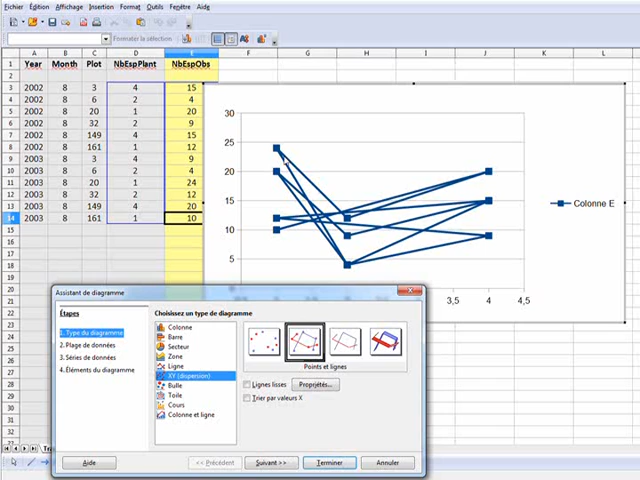 Fichier Édition Affichage Insertion Format Outils Fenêtre Aide
Formater la sélection
A B C D E F G H I J K L
1 Year Month Plot NbEspPlant NbEspObs
2
3 2002 8 3 4 15
4 2002 8 6 2 4
5 2002 8 20 1 20
6 2002 8 32 2 9
7 2002 8 149 4 15
8 2002 8 161 1 12
9 2003 8 3 4 9
10 2003 8 6 2 4
11 2003 8 20 1 24
12 2003 8 32 2 12
13 2003 8 149 4 20
14 2003 8 161 1 10
15
16
17
18
19
20
21
22
23
24
25
26
27
28
29
30
31
32
30
25
20
15
10
5
3,5 4 4,5
Colonne E
Assistant de diagramme
Étapes
1. Type du diagramme
2. Plage de données
3. Séries de données
4. Éléments du diagramme
Choisissez un type de diagramme
Colonne
Barre
Secteur
Zone
Ligne
XY (dispersion)
Bulle
Toile
Cours
Colonne et ligne
Points et lignes
Lignes lisses Propriétés...
Trier par valeurs X
Aide << Précédent Suivant >> Terminer Annuler